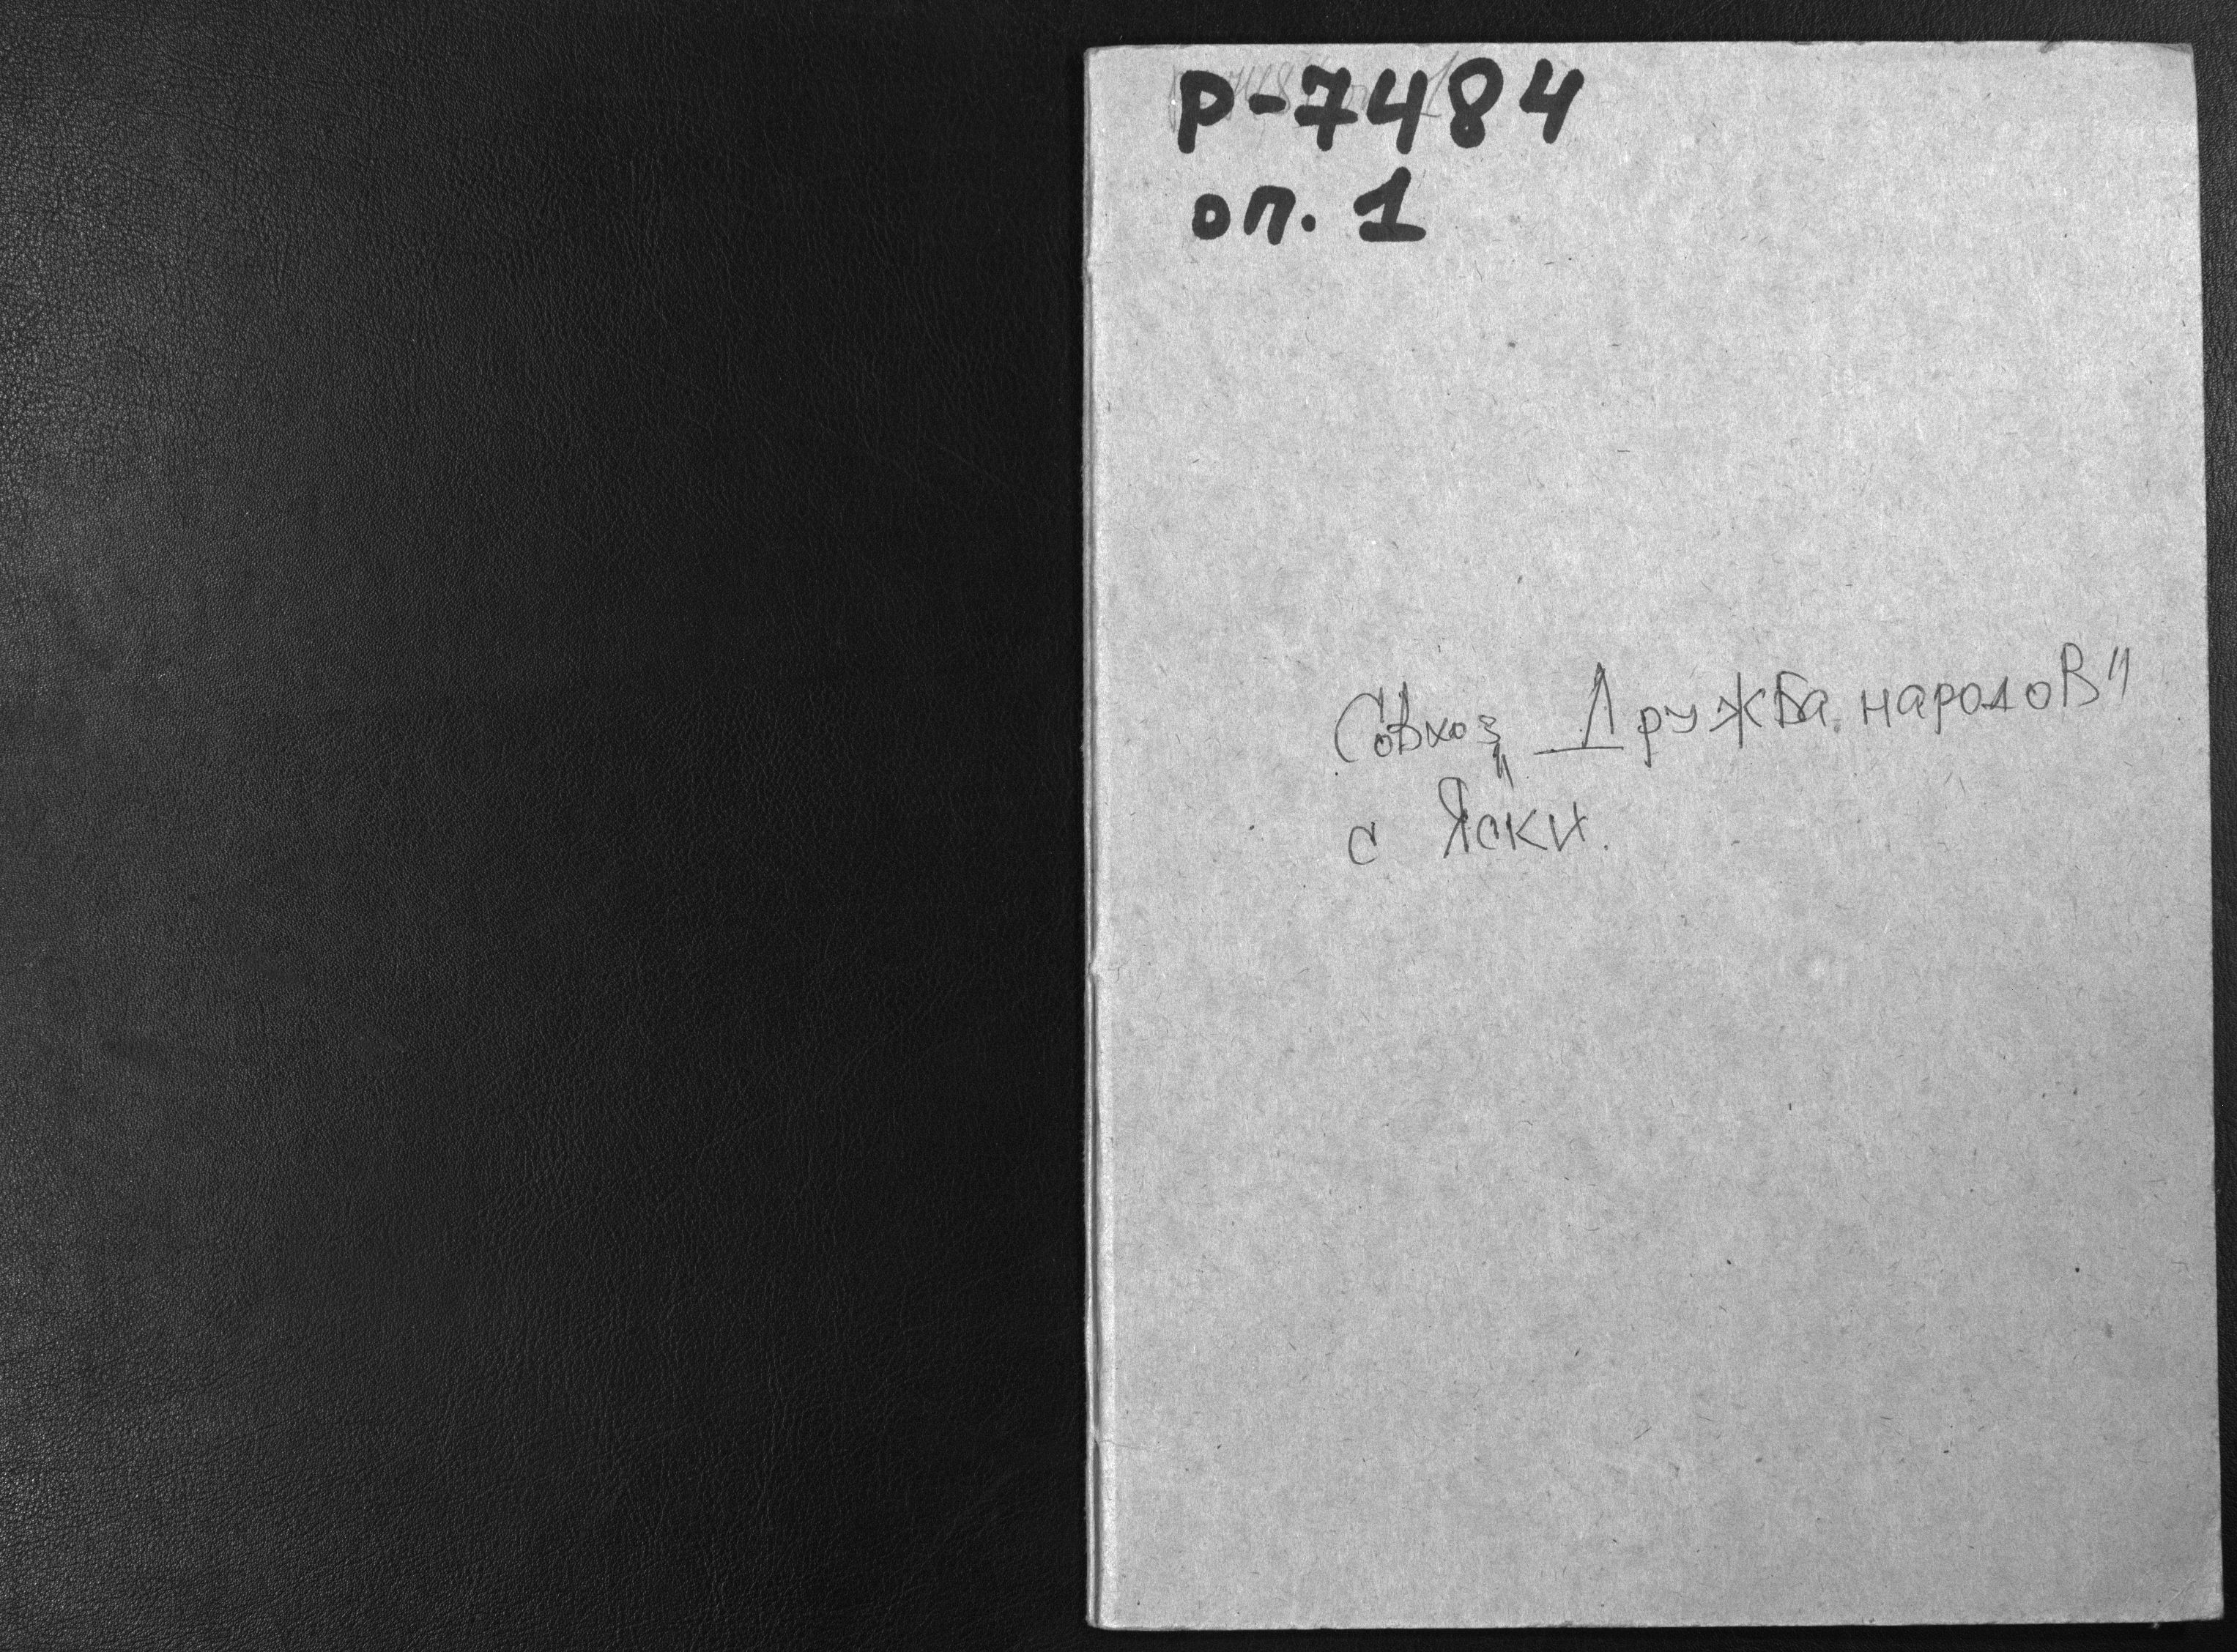 Р-7484
оп. 1
Совхоз „Дружба народов"
с Яски.